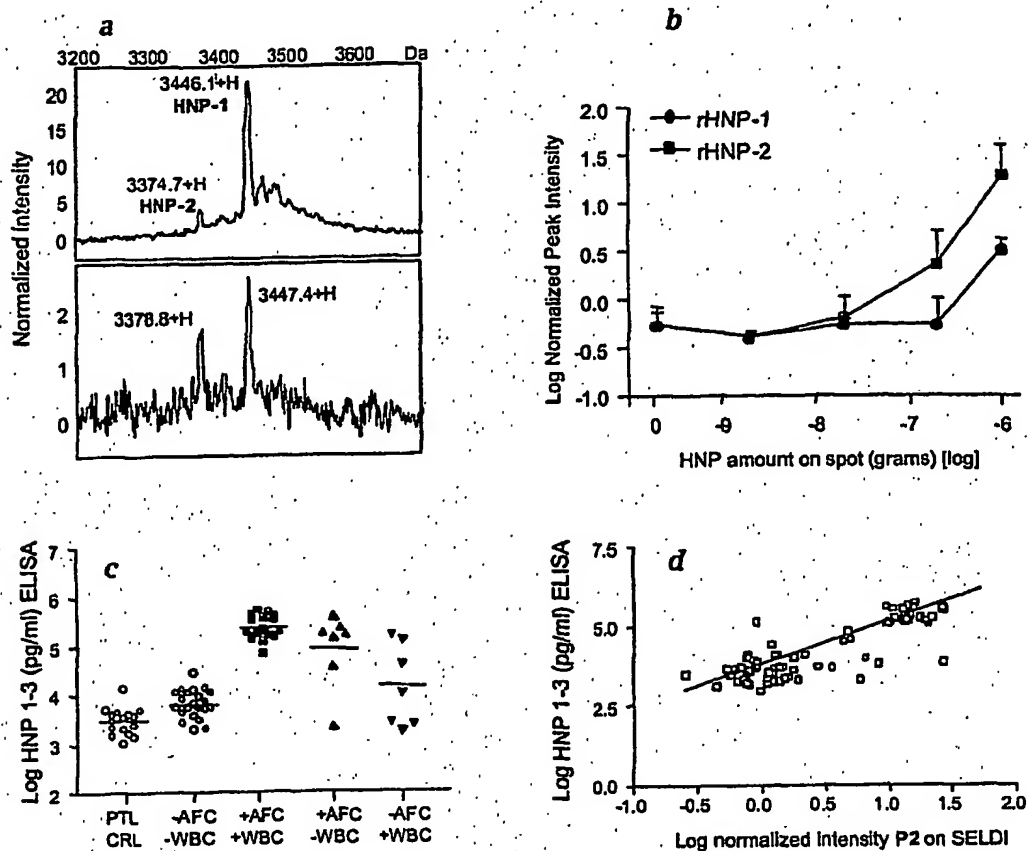 a
3200 3300 3400 3500 3600 Da
3446.1+H
HNP-1
3374.7+H
HNP-2
20
15
10
5
0
3378.8+H
3447.4+H
2
1
0
Normalized Intensity
b
rHNP-1
rHNP-2
2.0
1.5
1.0
0.5
0.0
-0.5
-1.0
Log Normalized Peak Intensity
0 -9 -8 -7 -6
HNP amount on spot (grams) [log]
c
7
6
5
4
3
2
Log HNP 1-3 (pg/ml) ELISA
PTL -AFC +AFC +AFC -AFC
CRL -WBC +WBC -WBC +WBC
d
7.5
5.0
2.5
0.0
Log HNP 1-3 (pg/ml) ELISA
-1.0 -0.5 0.0 0.5 1.0 1.5 2.0
Log normalized intensity P2 on SELDI